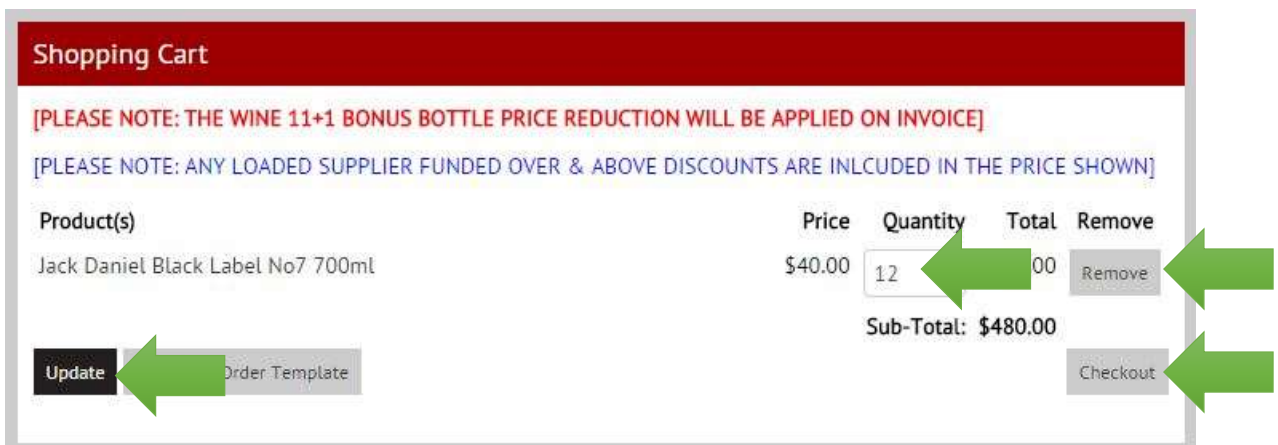 Shopping Cart
[PLEASE NOTE: THE WINE 11+1 BONUS BOTTLE PRICE REDUCTION WILL BE APPLIED ON INVOICE]
[PLEASE NOTE: ANY LOADED SUPPLIER FUNDED OVER & ABOVE DISCOUNTS ARE INLCUDED IN THE PRICE SHOWN]
Product(s) Price Quantity Total Remove
Jack Daniel Black Label No7 700ml $40.00 12 00 Remove
Sub-Total: $480.00
Update Order Template Checkout